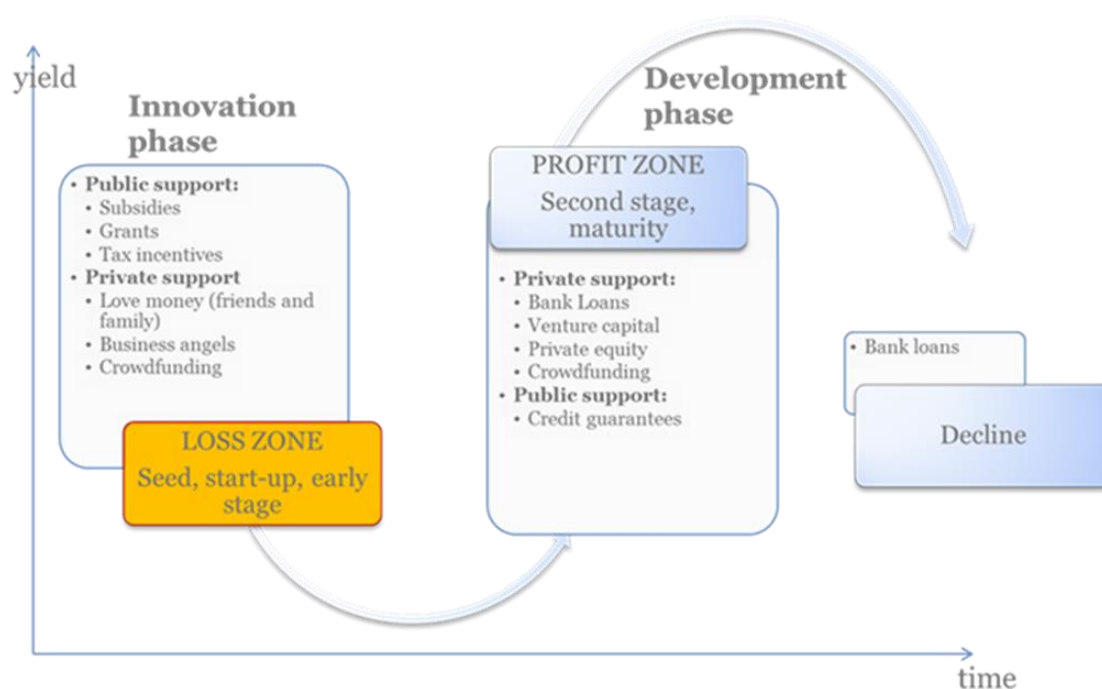 yield
Innovation
phase
• Public support:
• Subsidies
• Grants
• Tax incentives
• Private support
• Love money (friends and
family)
• Business angels
• Crowdfunding
LOSS ZONE
Seed, start-up, early
stage
Development
phase
PROFIT ZONE
Second stage,
maturity
• Private support:
• Bank Loans
• Venture capital
• Private equity
• Crowdfunding
• Public support:
• Credit guarantees
• Bank loans
Decline
time